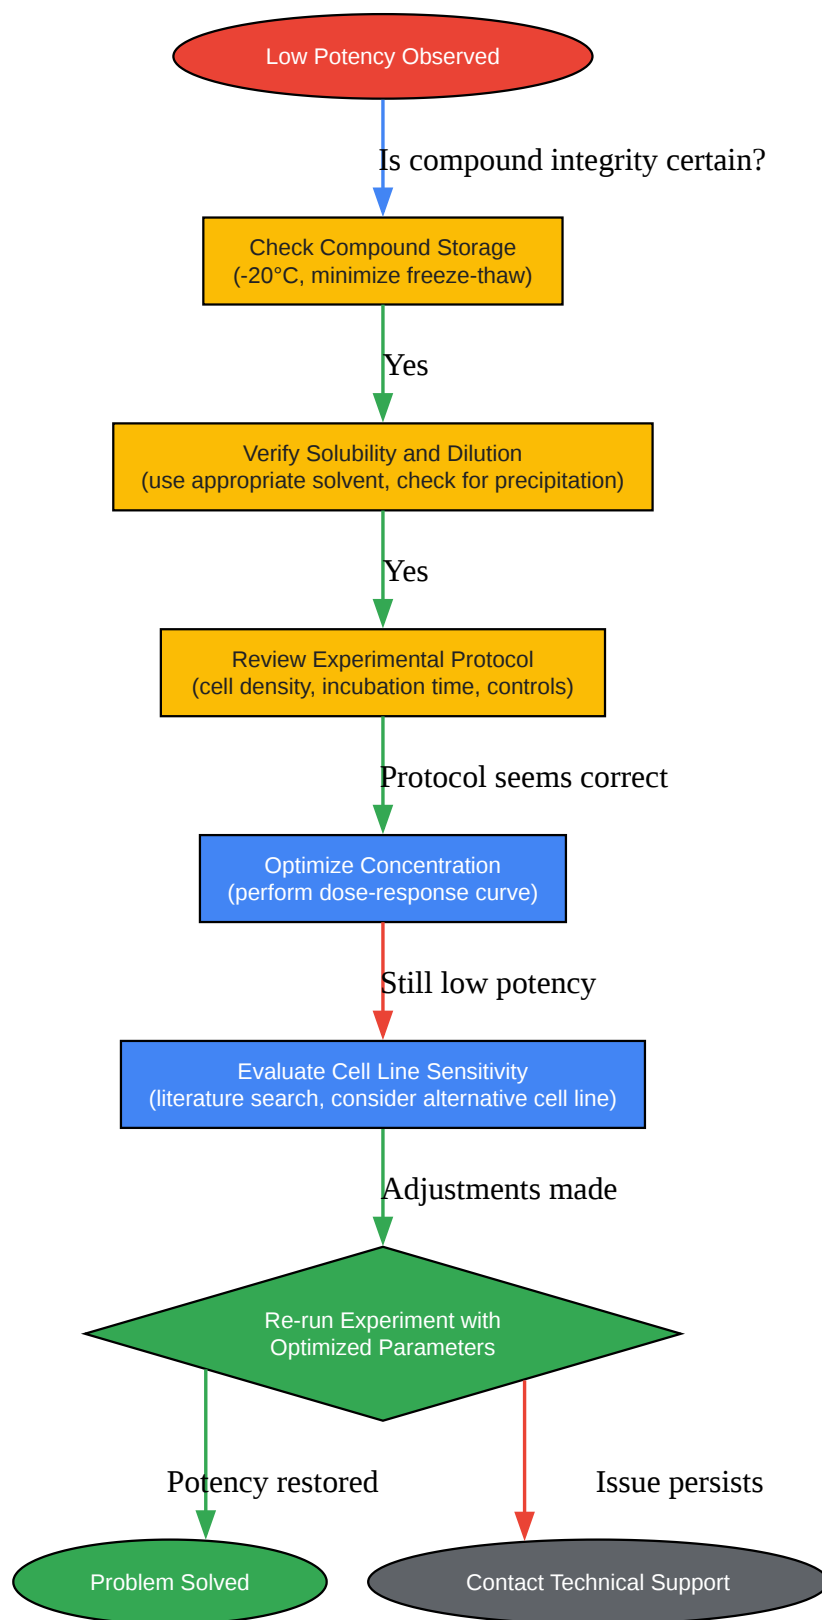 Low Potency Observed
Is compound integrity certain?
Check Compound Storage
(-20°C, minimize freeze-thaw)
Yes
Verify Solubility and Dilution
(use appropriate solvent, check for precipitation)
Yes
Review Experimental Protocol
(cell density, incubation time, controls)
Protocol seems correct
Optimize Concentration
(perform dose-response curve)
Still low potency
Evaluate Cell Line Sensitivity
(literature search, consider alternative cell line)
Adjustments made
Re-run Experiment with
Optimized Parameters
Potency restored
Issue persists
Problem Solved
Contact Technical Support